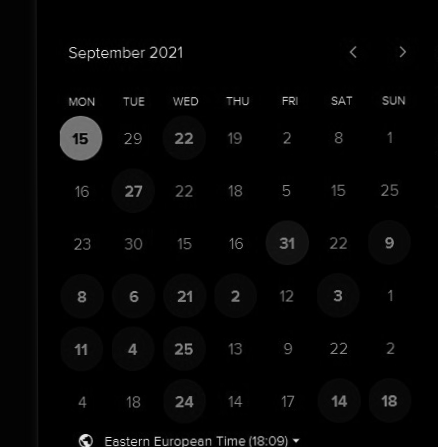 September 2021
MON TUE WED THU FRI SAT SUN
15 29 22 19 2 8 1
16 27 22 18 5 15 25
23 30 15 16 31 22 9
8 6 21 2 12 3 1
11 4 25 13 9 22 2
4 18 24 14 17 14 18
Eastern European Time (18:09)